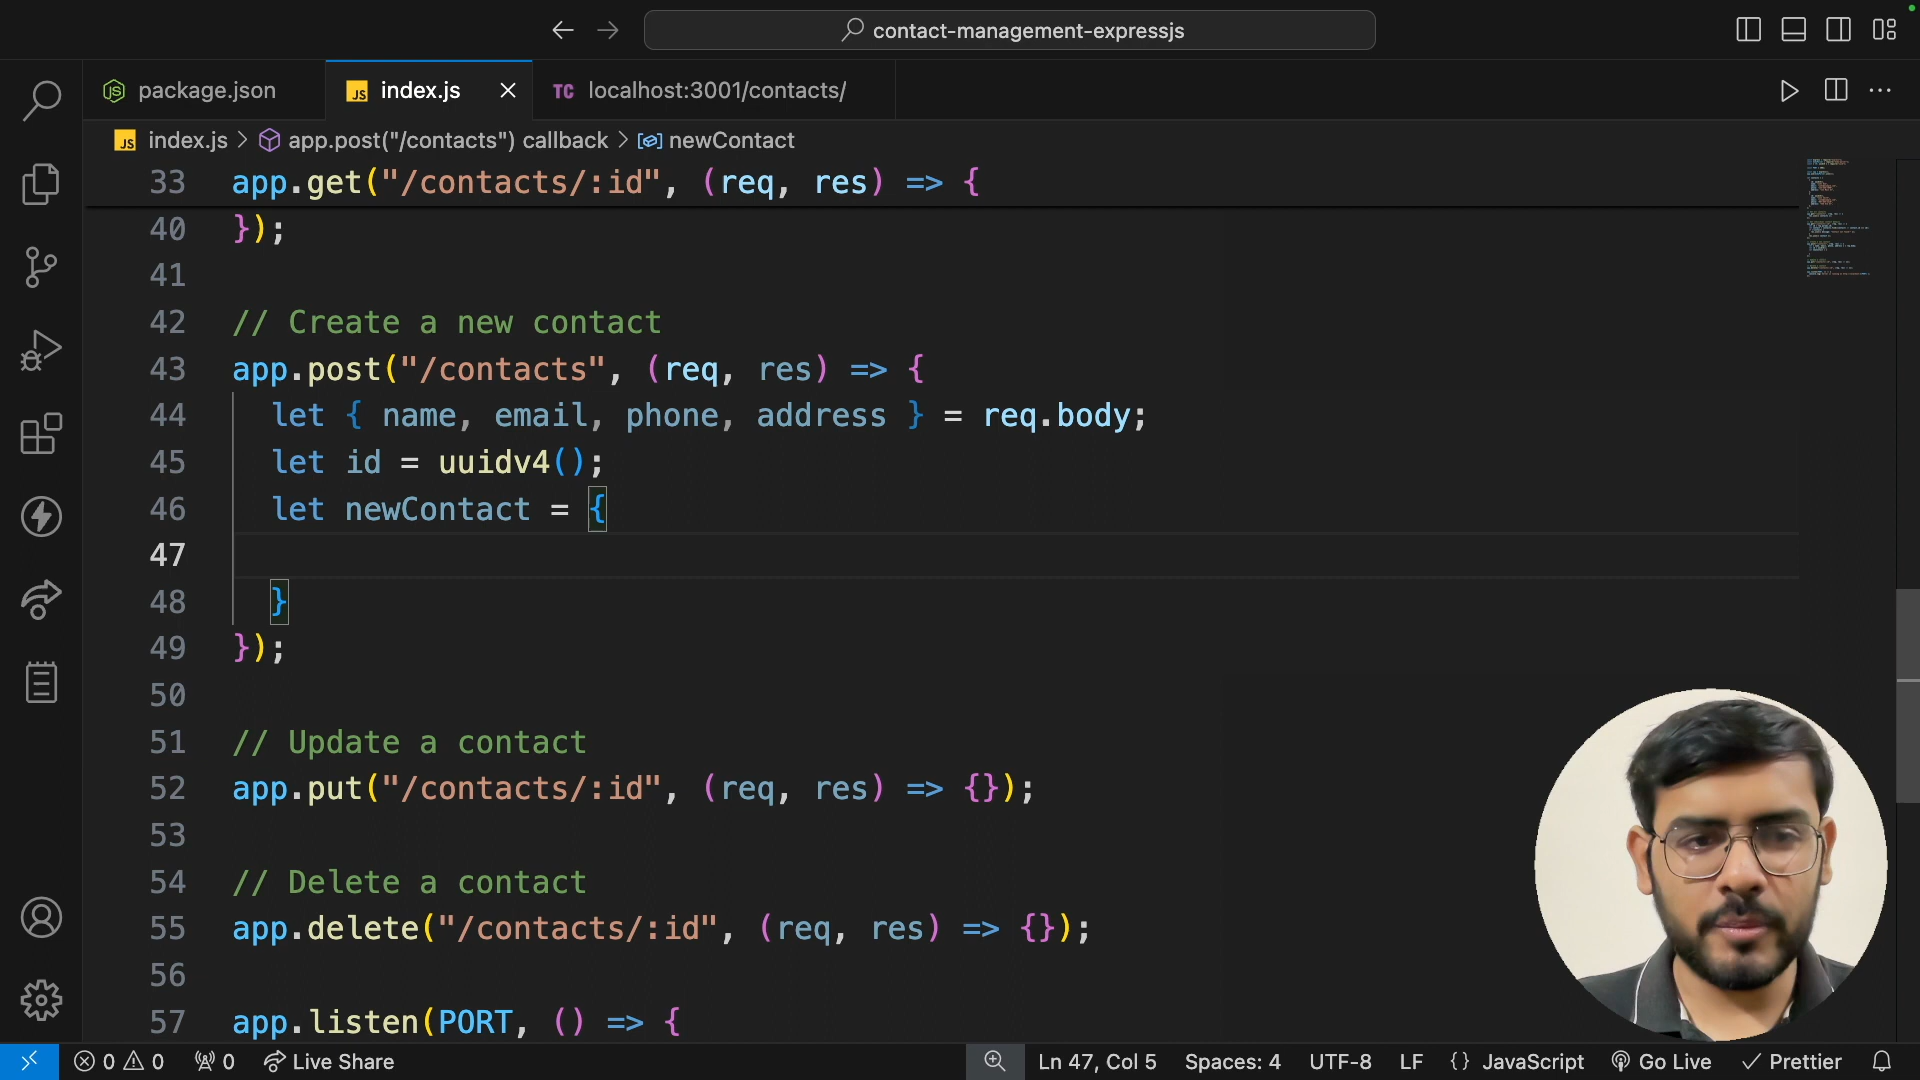 contact-management-expressjs
package.json
JS index.js
TC localhost:3001/contacts/
JS index.js > app.post("/contacts") callback > newContact
33 app.get("/contacts/:id", (req, res) => {
40 });
41
42 // Create a new contact
43 app.post("/contacts", (req, res) => {
44 let { name, email, phone, address } = req.body;
45 let id = uuidv4();
46 let newContact = {
47
48 }
49 });
50
51 // Update a contact
52 app.put("/contacts/:id", (req, res) => {});
53
54 // Delete a contact
55 app.delete("/contacts/:id", (req, res) => {});
56
57 app.listen(PORT, () => {
0 0 0 Live Share Ln 47, Col 5 Spaces: 4 UTF-8 LF {} JavaScript Go Live Prettier